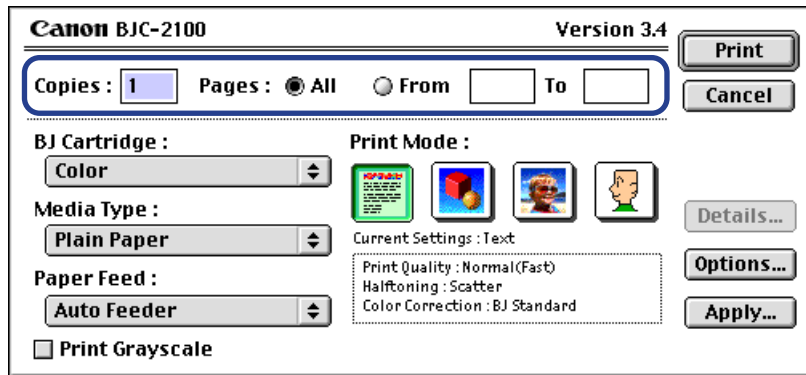 Canon BJC-2100 Version 3.4
Print
Copies : 1 Pages : All From To
Cancel
BJ Cartridge :
Color
Media Type :
Plain Paper
Paper Feed :
Auto Feeder
Print Grayscale
Print Mode :
Current Settings : Text
Print Quality : Normal(Fast)
Halftoning : Scatter
Color Correction : BJ Standard
Details...
Options...
Apply...